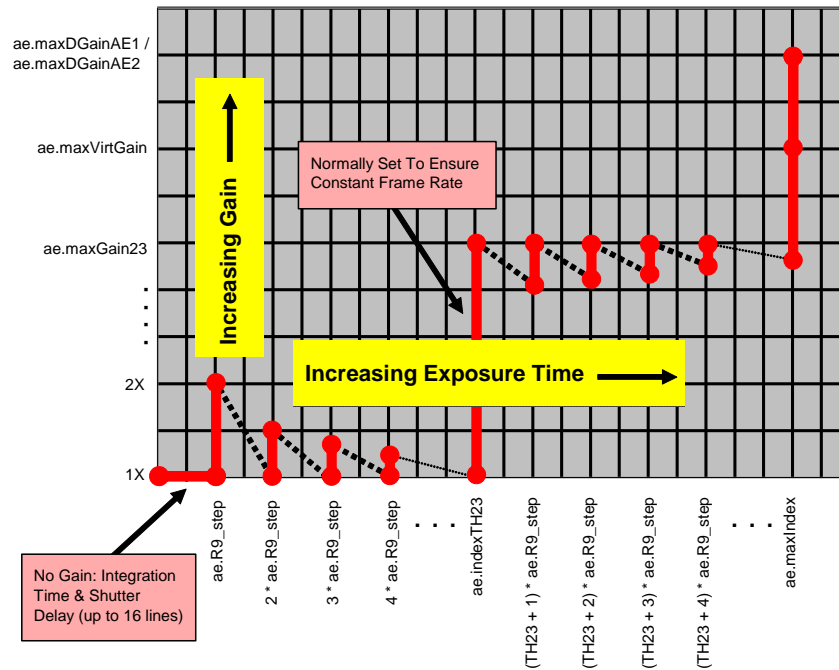 ae.maxDGainAE1 /
ae.maxDGainAE2
ae.maxVirtGain
ae.maxGain23
. . . .
2X
1X
Increasing Gain
Normally Set To Ensure
Constant Frame Rate
Increasing Exposure Time
No Gain: Integration
Time & Shutter
Delay (up to 16 lines)
ae.R9_step
2 * ae.R9_step
3 * ae.R9_step
4 * ae.R9_step
. . .
ae.indexTH23
(TH23 + 1) * ae.R9_step
(TH23 + 2) * ae.R9_step
(TH23 + 3) * ae.R9_step
(TH23 + 4) * ae.R9_step
. . .
ae.maxIndex